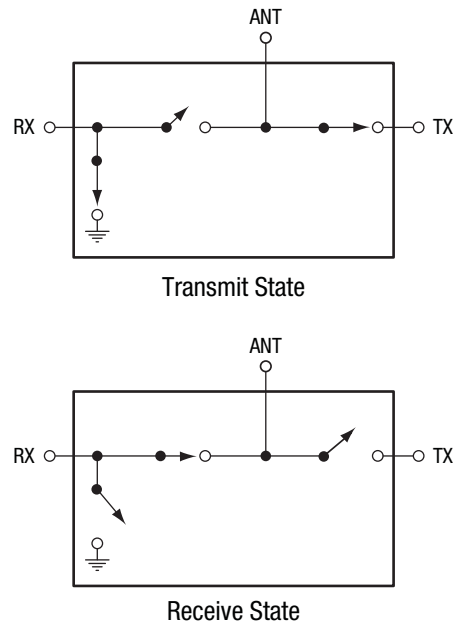 ANT
RX
TX
Transmit State
ANT
RX
TX
Receive State